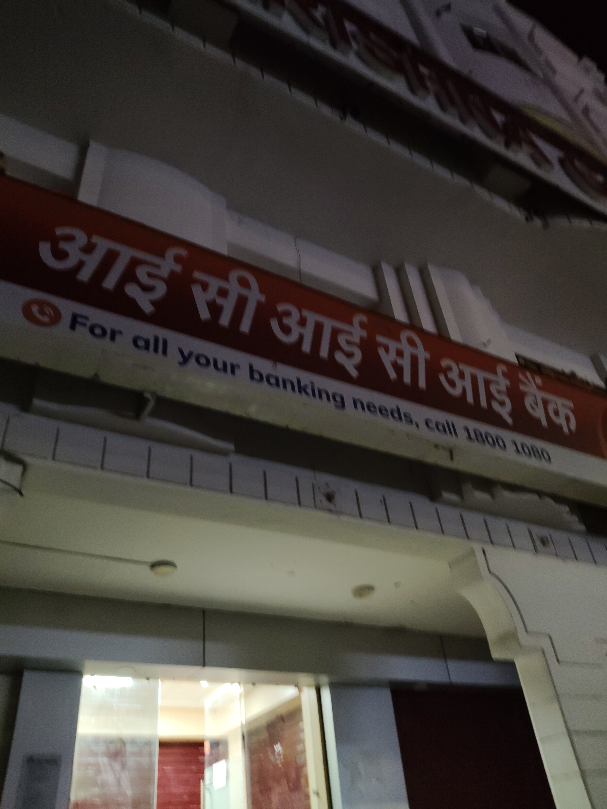 आई सी आई सी आई बैंक
For all your banking needs, call 1800 1080